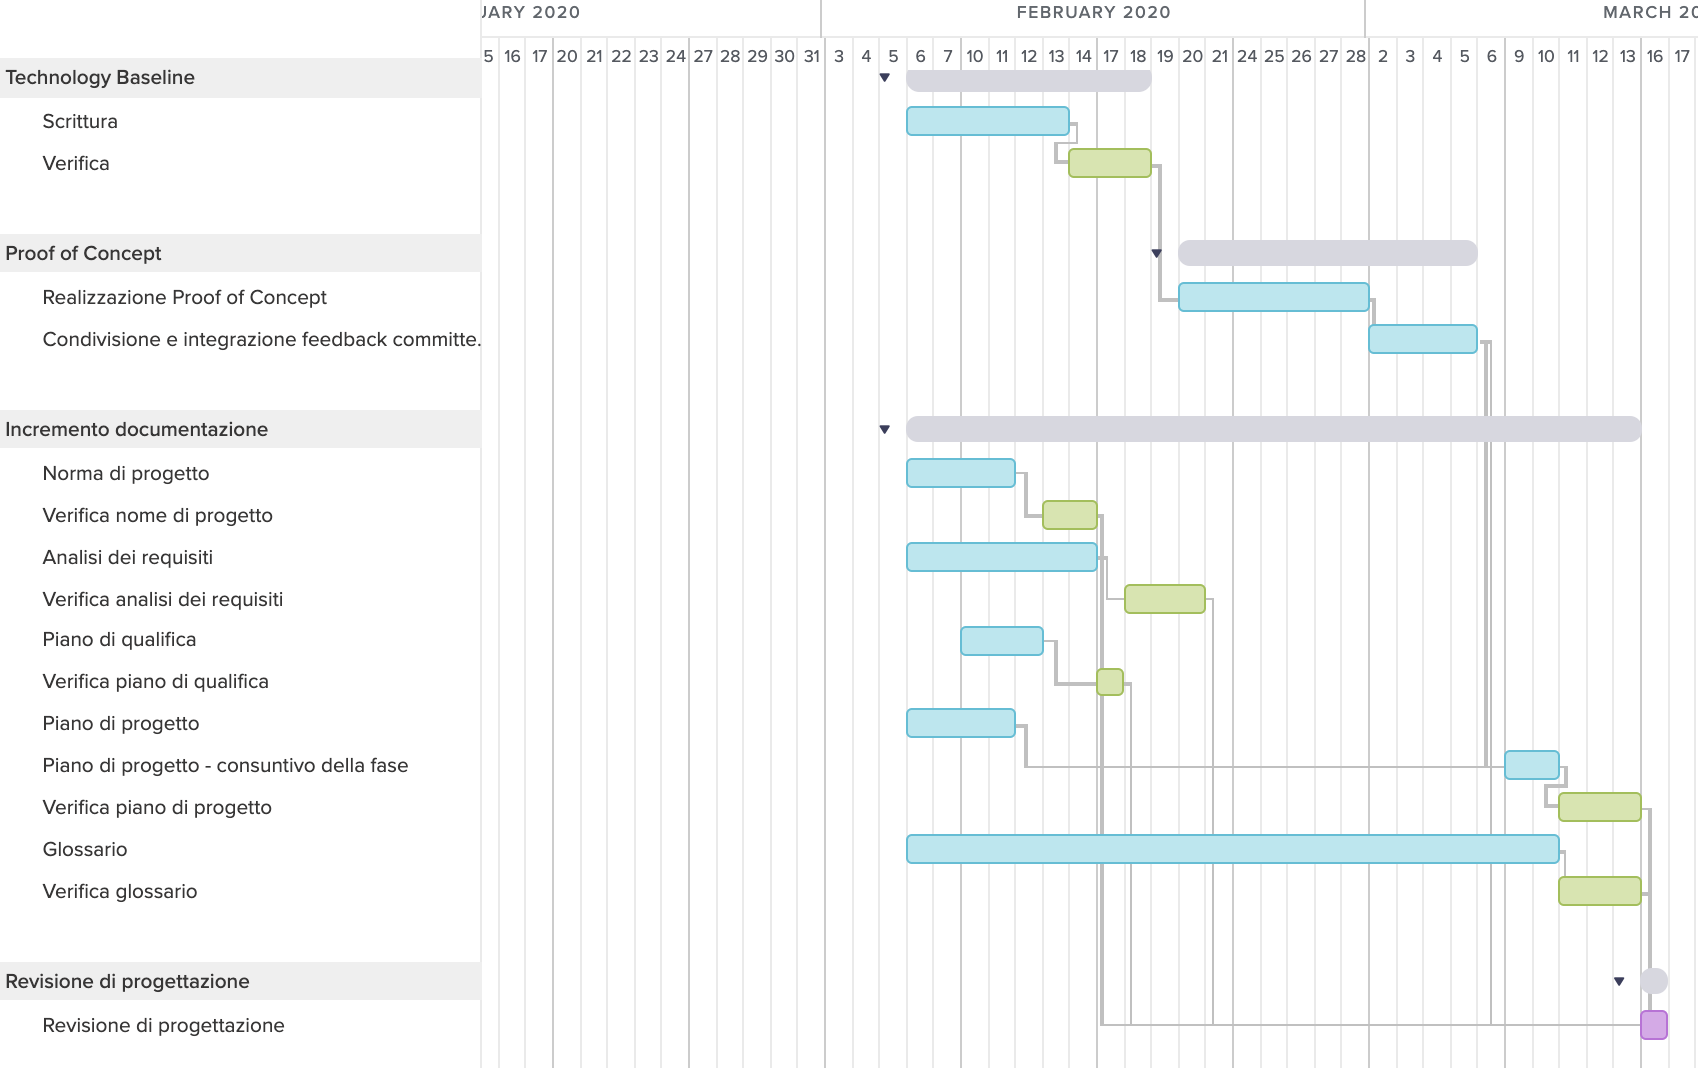 UARY 2020 FEBRUARY 2020 MARCH 20
5 16 17 20 21 22 23 24 27 28 29 30 31 3 4 5 6 7 10 11 12 13 14 17 18 19 20 21 24 25 26 27 28 2 3 4 5 6 9 10 11 12 13 16 17
Technology Baseline
Scrittura
Verifica
Proof of Concept
Realizzazione Proof of Concept
Condivisione e integrazione feedback committe.
Incremento documentazione
Norma di progetto
Verifica nome di progetto
Analisi dei requisiti
Verifica analisi dei requisiti
Piano di qualifica
Verifica piano di qualifica
Piano di progetto
Piano di progetto - consuntivo della fase
Verifica piano di progetto
Glossario
Verifica glossario
Revisione di progettazione
Revisione di progettazione